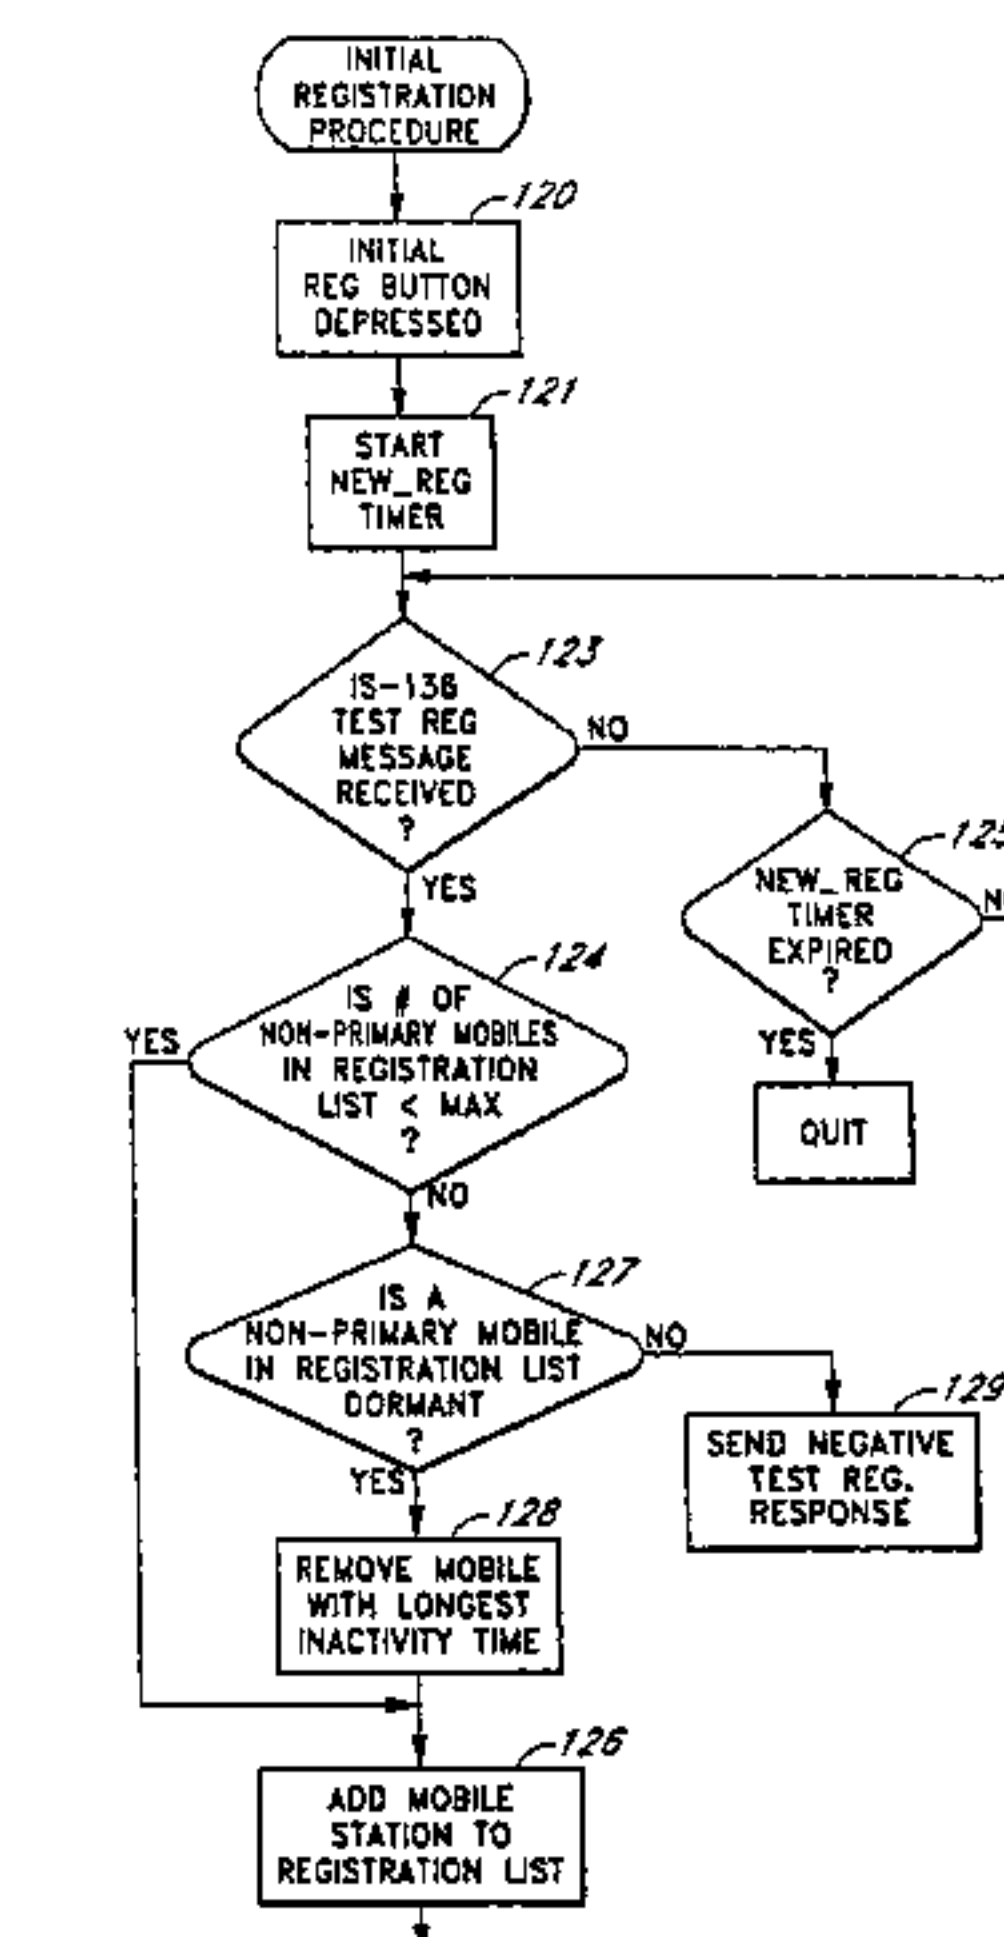 INITIAL
REGISTRATION
PROCEDURE
120
INITIAL
REG BUTTON
DEPRESSED
121
START
NEW_REG
TIMER
123
IS-136
TEST REG
MESSAGE
RECEIVED
?
NO
YES
125
NEW_REG
TIMER
EXPIRED
?
NO
YES
QUIT
124
IS # OF
NON-PRIMARY MOBILES
IN REGISTRATION
LIST < MAX
?
YES
NO
127
IS A
NON-PRIMARY MOBILE
IN REGISTRATION LIST
DORMANT
?
NO
YES
129
SEND NEGATIVE
TEST REG.
RESPONSE
128
REMOVE MOBILE
WITH LONGEST
INACTIVITY TIME
126
ADD MOBILE
STATION TO
REGISTRATION LIST